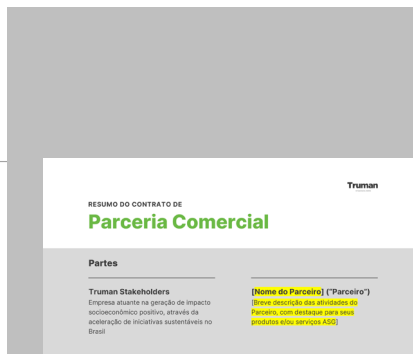 Truman
RESUMO DO CONTRATO DE
Parceria Comercial
Partes
Truman Stakeholders
Empresa atuante na geração de impacto
socioeconômico positivo, através da
aceleração de iniciativas sustentáveis no
Brasil
[Nome do Parceiro] (“Parceiro”)
[Breve descrição das atividades do
Parceiro, com destaque para seus
produtos e/ou serviços ASG]